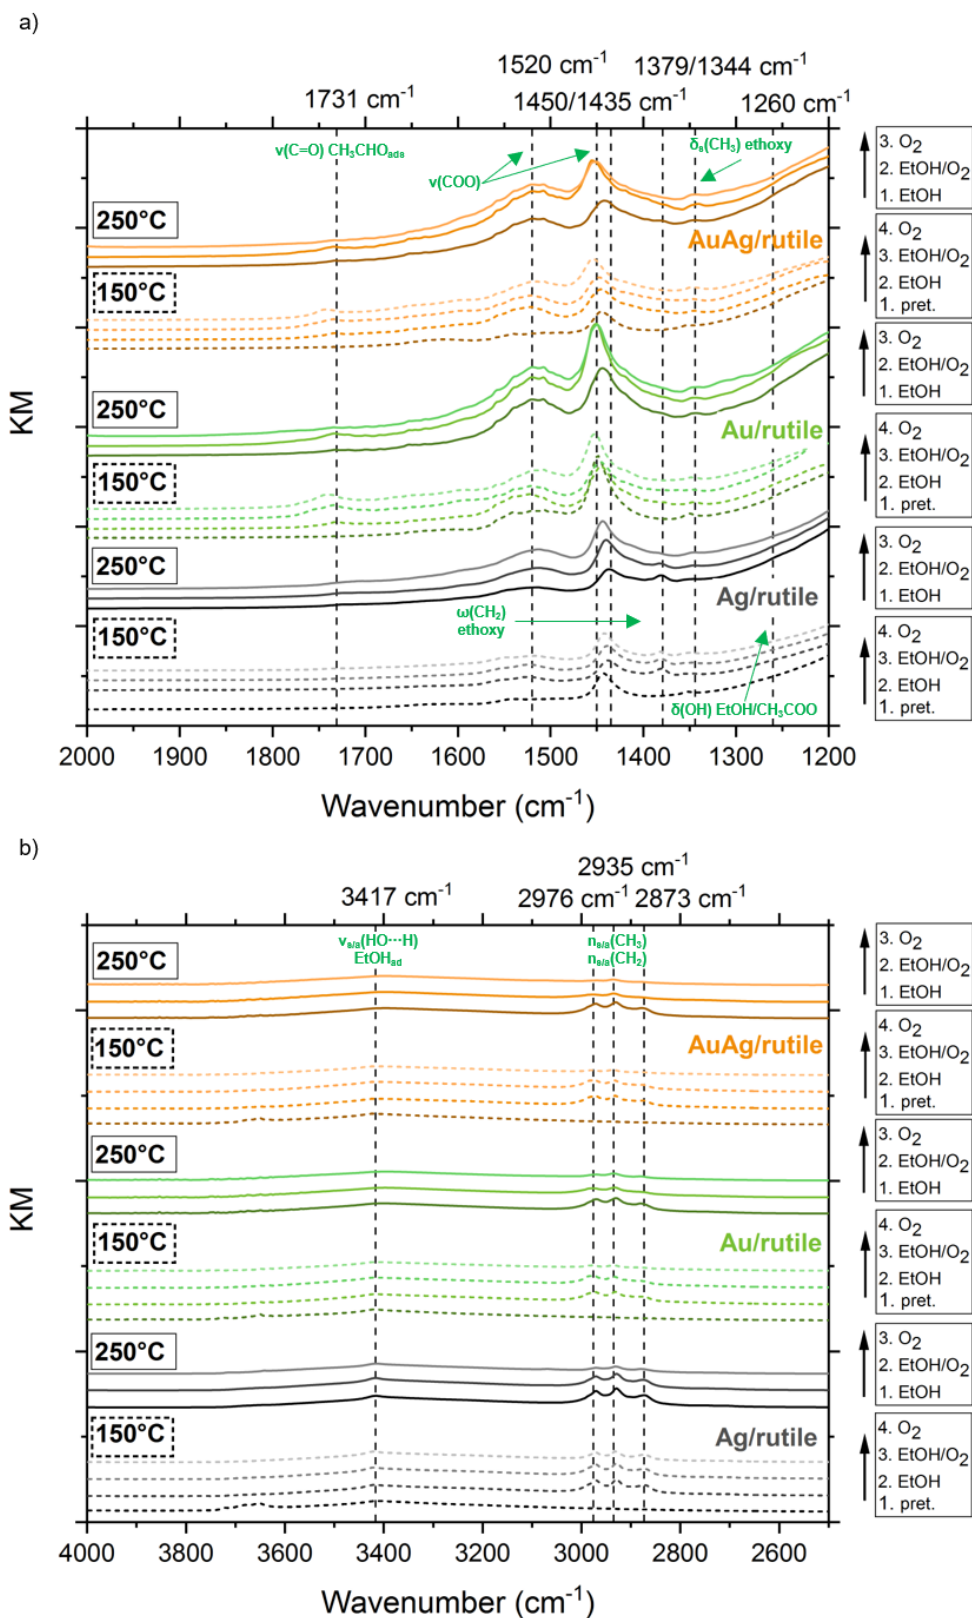 a)
1520 cm⁻¹ 1379/1344 cm⁻¹
1731 cm⁻¹ 1450/1435 cm⁻¹ 1260 cm⁻¹
ν(C=O) CH₃CHOₐds
δₛ(CH₃) ethoxy
ν(COO)
3. O₂
2. EtOH/O₂
1. EtOH
250°C
AuAg/rutile
4. O₂
3. EtOH/O₂
2. EtOH
1. pret.
150°C
3. O₂
2. EtOH/O₂
1. EtOH
250°C
Au/rutile
4. O₂
3. EtOH/O₂
2. EtOH
1. pret.
150°C
3. O₂
2. EtOH/O₂
1. EtOH
250°C
Ag/rutile
ω(CH₂)
ethoxy
4. O₂
3. EtOH/O₂
2. EtOH
1. pret.
150°C
δ(OH) EtOH/CH₃COO
KM
2000 1900 1800 1700 1600 1500 1400 1300 1200
Wavenumber (cm⁻¹)
b)
2935 cm⁻¹
3417 cm⁻¹ 2976 cm⁻¹ 2873 cm⁻¹
νs/a(HO···H)
EtOHad
ns/a(CH₃)
ns/a(CH₂)
3. O₂
2. EtOH/O₂
1. EtOH
250°C
AuAg/rutile
4. O₂
3. EtOH/O₂
2. EtOH
1. pret.
150°C
3. O₂
2. EtOH/O₂
1. EtOH
250°C
Au/rutile
4. O₂
3. EtOH/O₂
2. EtOH
1. pret.
150°C
3. O₂
2. EtOH/O₂
1. EtOH
250°C
Ag/rutile
4. O₂
3. EtOH/O₂
2. EtOH
1. pret.
150°C
KM
4000 3800 3600 3400 3200 3000 2800 2600
Wavenumber (cm⁻¹)